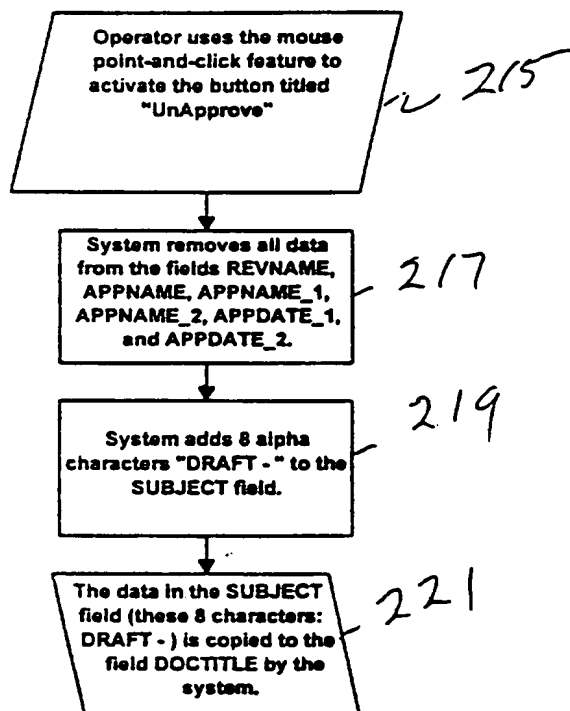 Operator uses the mouse
point-and-click feature to
activate the button titled
"UnApprove"
215
System removes all data
from the fields REVNAME,
APPNAME, APPNAME_1,
APPNAME_2, APPDATE_1,
and APPDATE_2.
217
System adds 8 alpha
characters "DRAFT - " to the
SUBJECT field.
219
The data in the SUBJECT
field (these 8 characters:
DRAFT - ) is copied to the
field DOCTITLE by the
system.
221